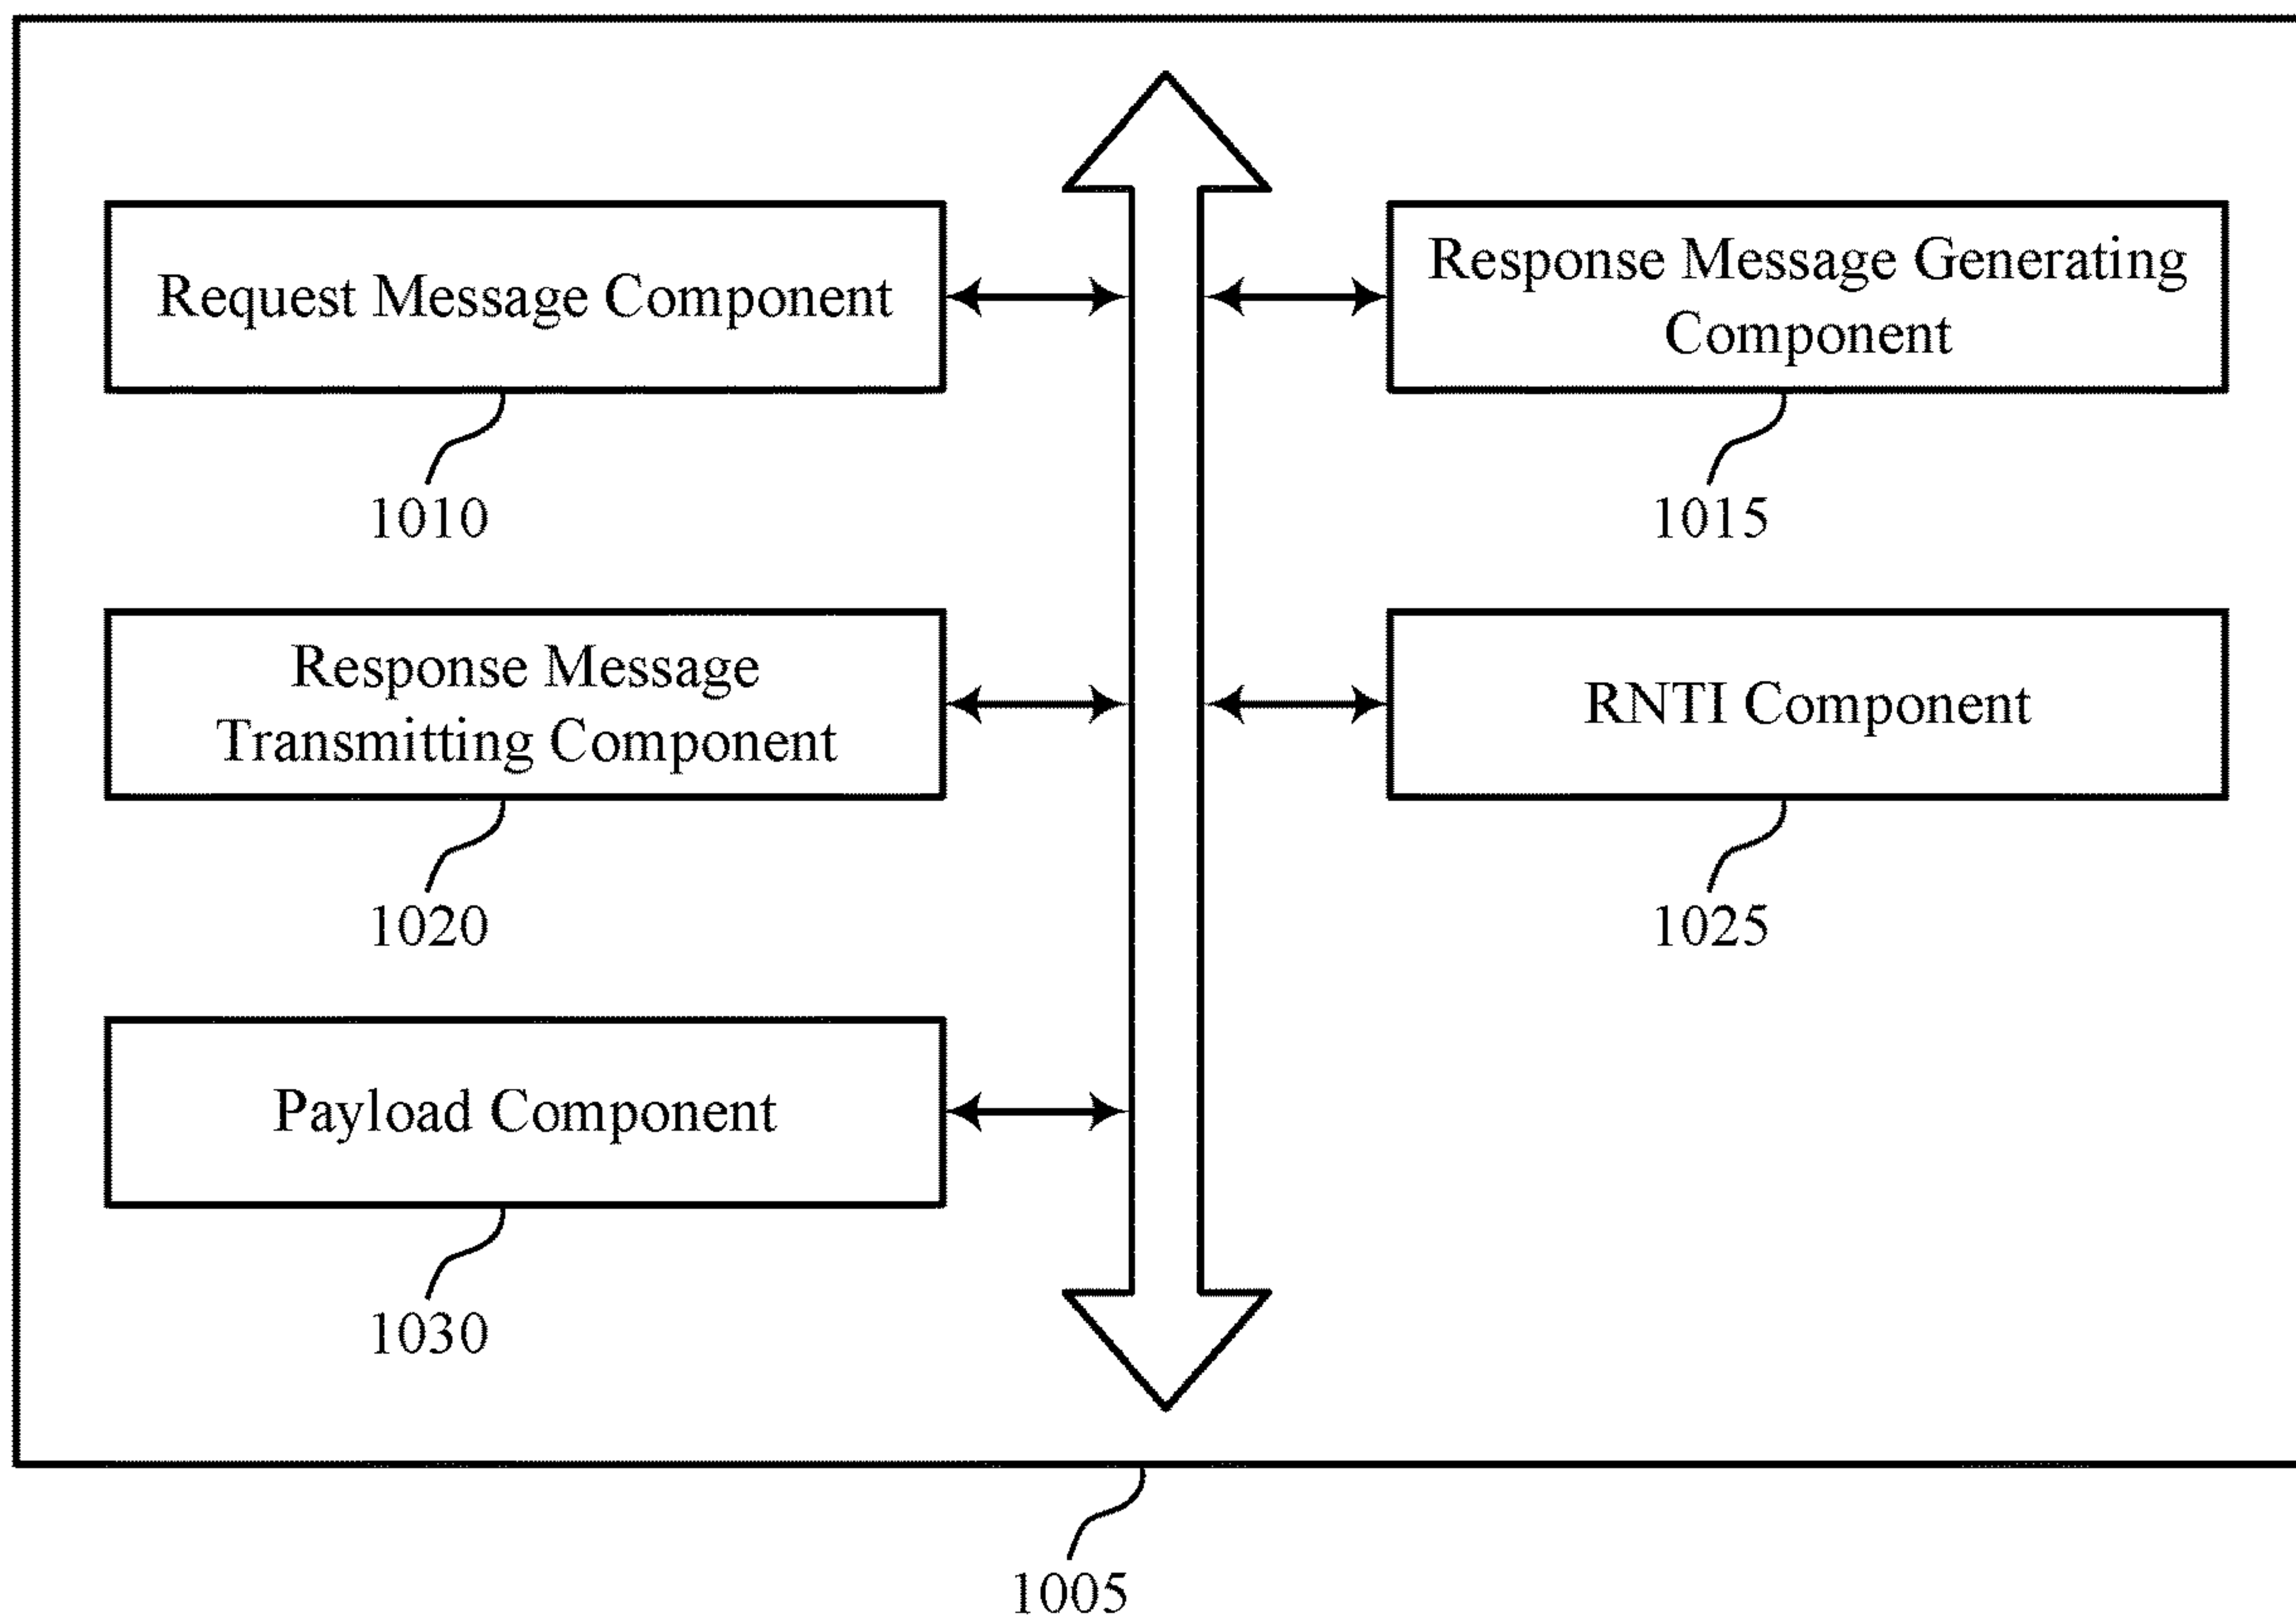 Request Message Component
1010
Response Message Generating
Component
1015
Response Message
Transmitting Component
1020
RNTI Component
1025
Payload Component
1030
1005